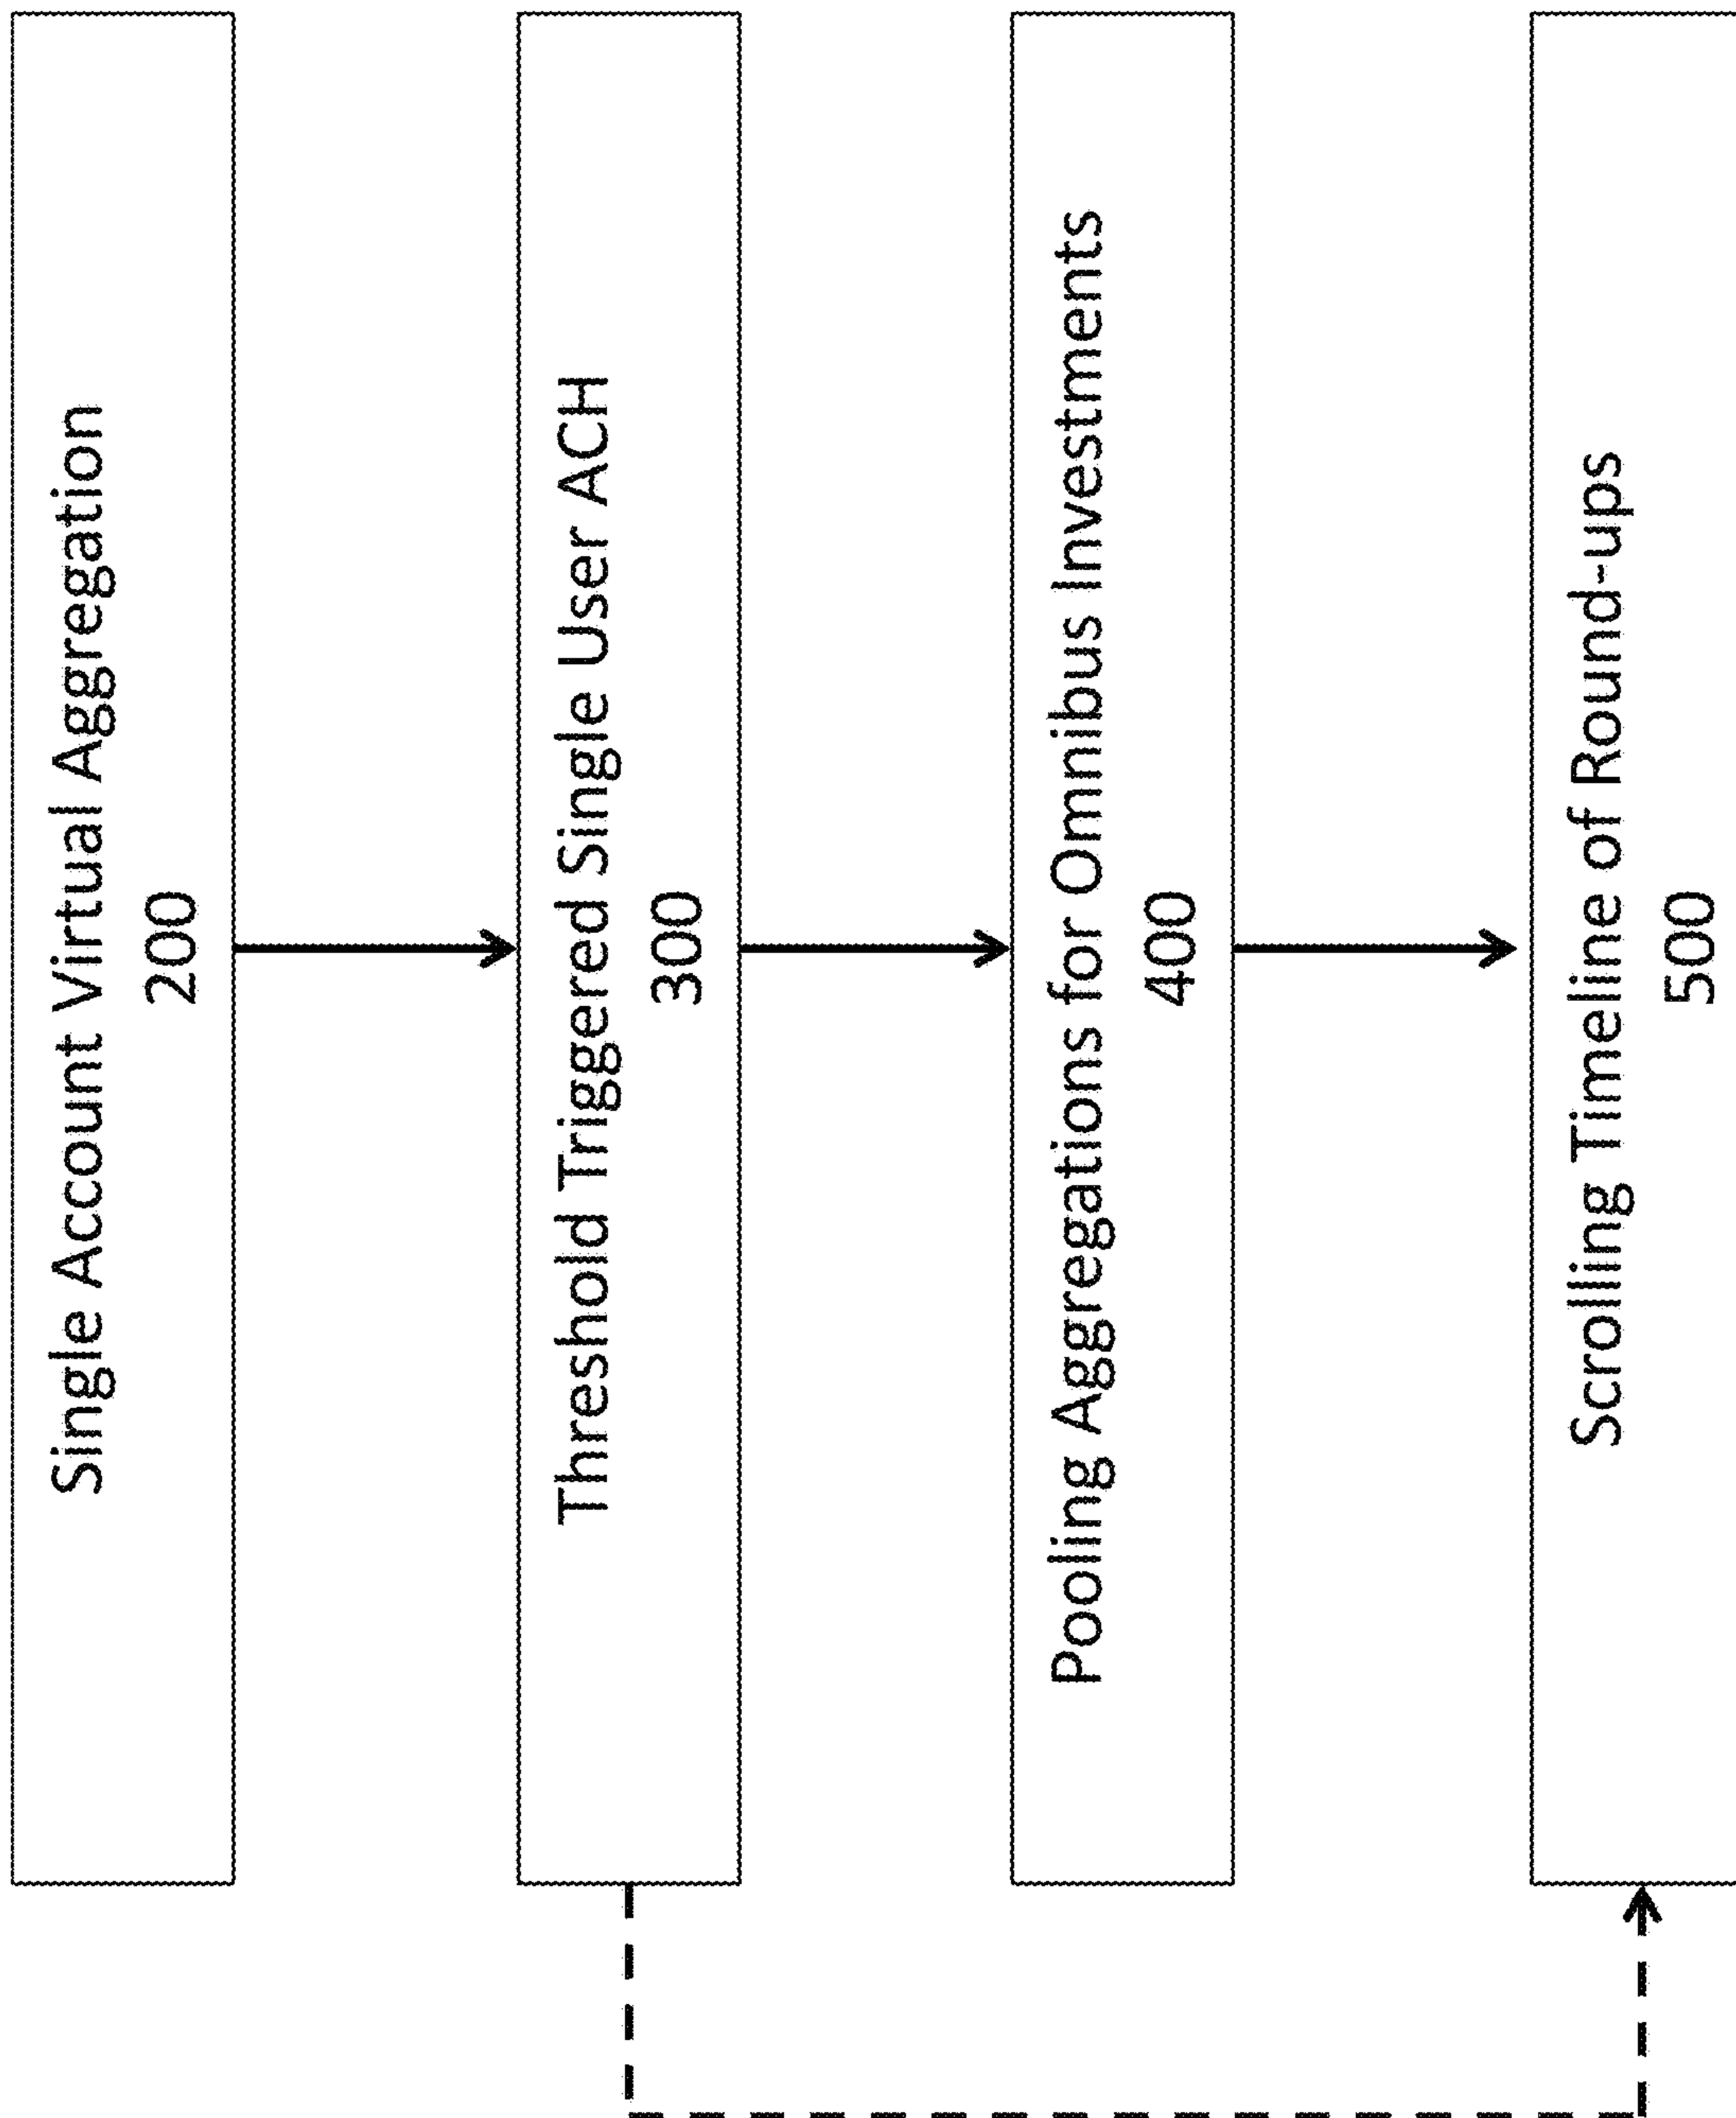 Single Account Virtual Aggregation
200
Threshold Triggered Single User ACH
300
Pooling Aggregations for Omnibus Investments
400
Scrolling Timeline of Round-ups
500